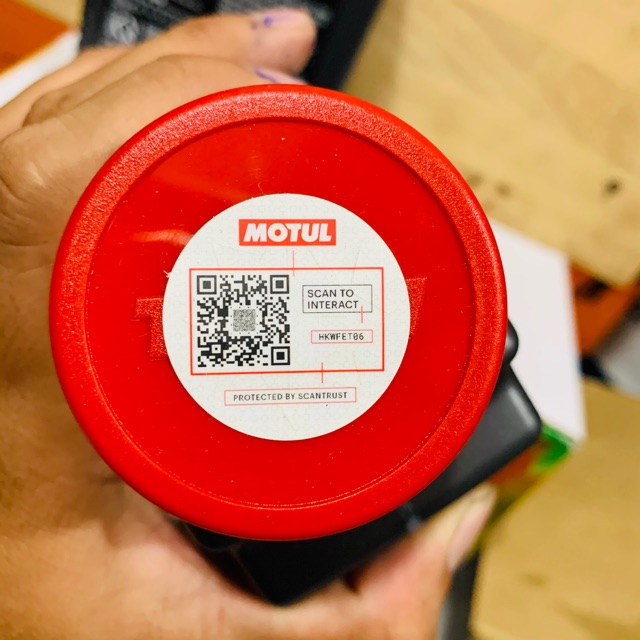 MOTUL
SCAN TO
INTERACT
HKWFET06
PROTECTED BY SCANTRUST